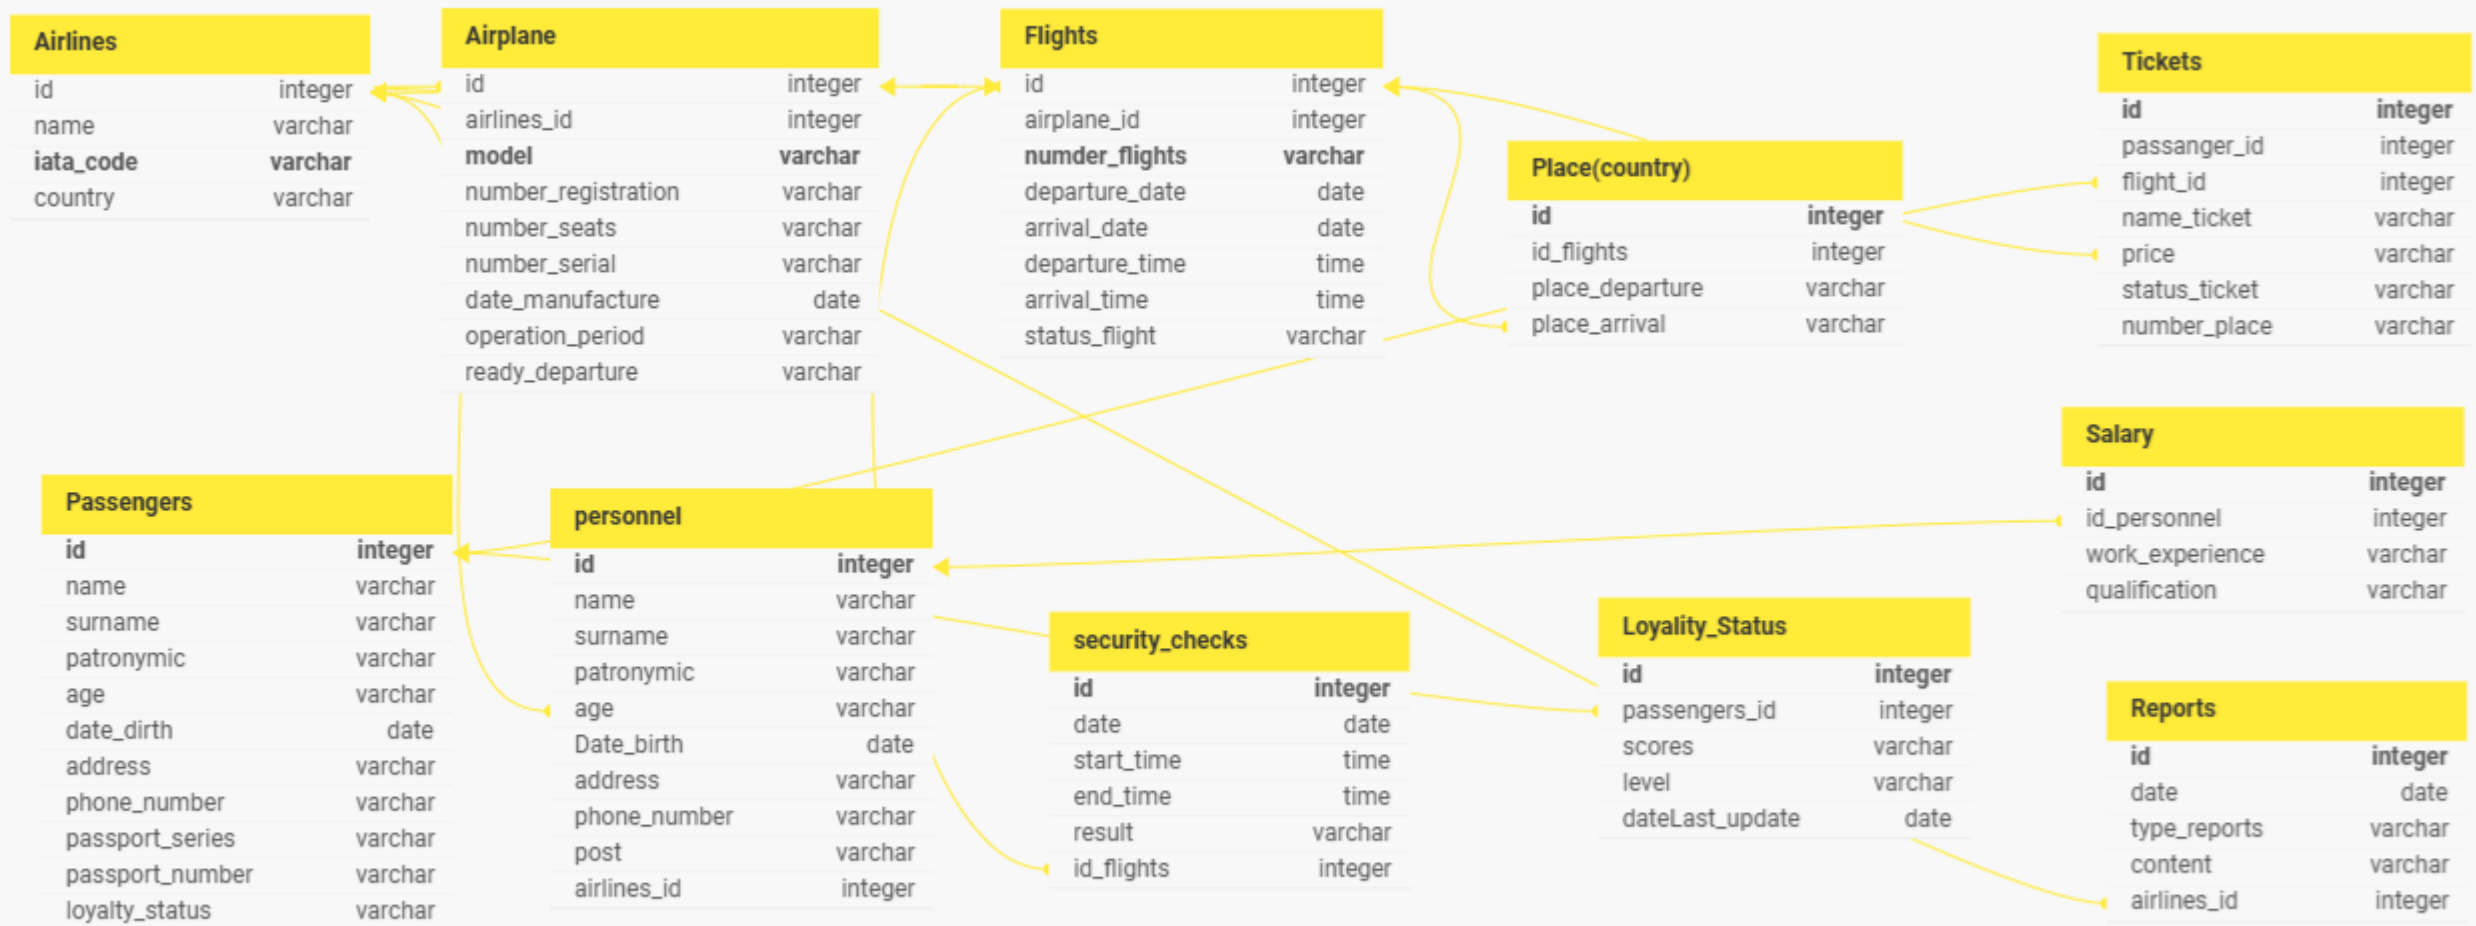 Airlines
id integer
name varchar
iata_code varchar
country varchar
Airplane
id integer
airlines_id integer
model varchar
number_registration varchar
number_seats varchar
number_serial varchar
date_manufacture date
operation_period varchar
ready_departure varchar
Flights
id integer
airplane_id integer
numder_flights varchar
departure_date date
arrival_date date
departure_time time
arrival_time time
status_flight varchar
Place(country)
id integer
id_flights integer
place_departure varchar
place_arrival varchar
Tickets
id integer
passanger_id integer
flight_id integer
name_ticket varchar
price varchar
status_ticket varchar
number_place varchar
Passengers
id integer
name varchar
surname varchar
patronymic varchar
age varchar
date_dirth date
address varchar
phone_number varchar
passport_series varchar
passport_number varchar
loyalty_status varchar
personnel
id integer
name varchar
surname varchar
patronymic varchar
age varchar
Date_birth date
address varchar
phone_number varchar
post varchar
airlines_id integer
security_checks
id integer
date date
start_time time
end_time time
result varchar
id_flights integer
Loyality_Status
id integer
passengers_id integer
scores varchar
level varchar
dateLast_update date
Salary
id integer
id_personnel integer
work_experience varchar
qualification varchar
Reports
id integer
date date
type_reports varchar
content varchar
airlines_id integer